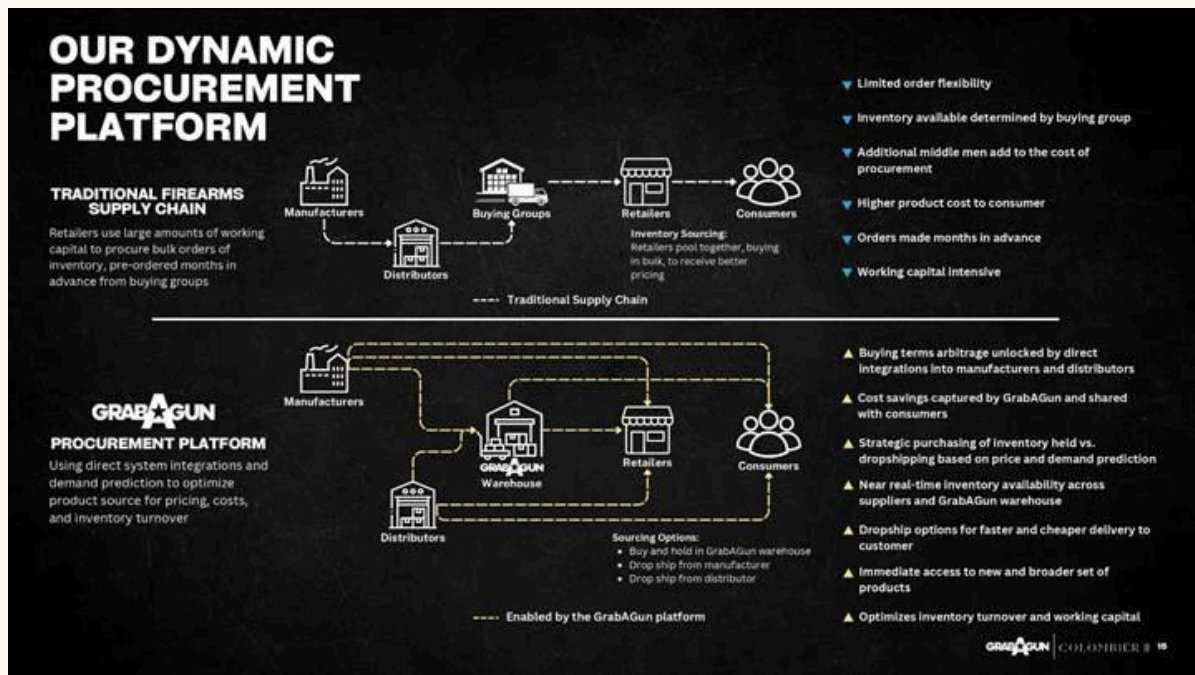 OUR DYNAMIC
PROCUREMENT
PLATFORM
TRADITIONAL FIREARMS
SUPPLY CHAIN
Retailers use large amounts of working
capital to procure bulk orders of
inventory, pre-ordered months in
advance from buying groups
Manufacturers
Distributors
Buying Groups
Retailers
Consumers
Inventory Sourcing:
Retailers pool together, buying
in bulk, to receive better
pricing
Traditional Supply Chain
Limited order flexibility
Inventory available determined by buying group
Additional middle men add to the cost of
procurement
Higher product cost to consumer
Orders made months in advance
Working capital intensive
GRABAGUN
PROCUREMENT PLATFORM
Using direct system integrations and
demand prediction to optimize
product source for pricing, costs,
and inventory turnover
Manufacturers
Distributors
GRABAGUN
Warehouse
Retailers
Consumers
Sourcing Options:
• Buy and hold in GrabAGun warehouse
• Drop ship from manufacturer
• Drop ship from distributor
Enabled by the GrabAGun platform
Buying terms arbitrage unlocked by direct
integrations into manufacturers and distributors
Cost savings captured by GrabAGun and shared
with consumers
Strategic purchasing of inventory held vs.
dropshipping based on price and demand prediction
Near real-time inventory availability across
suppliers and GrabAGun warehouse
Dropship options for faster and cheaper delivery to
customer
Immediate access to new and broader set of
products
Optimizes inventory turnover and working capital
GRABAGUN COLOMBIER II 15